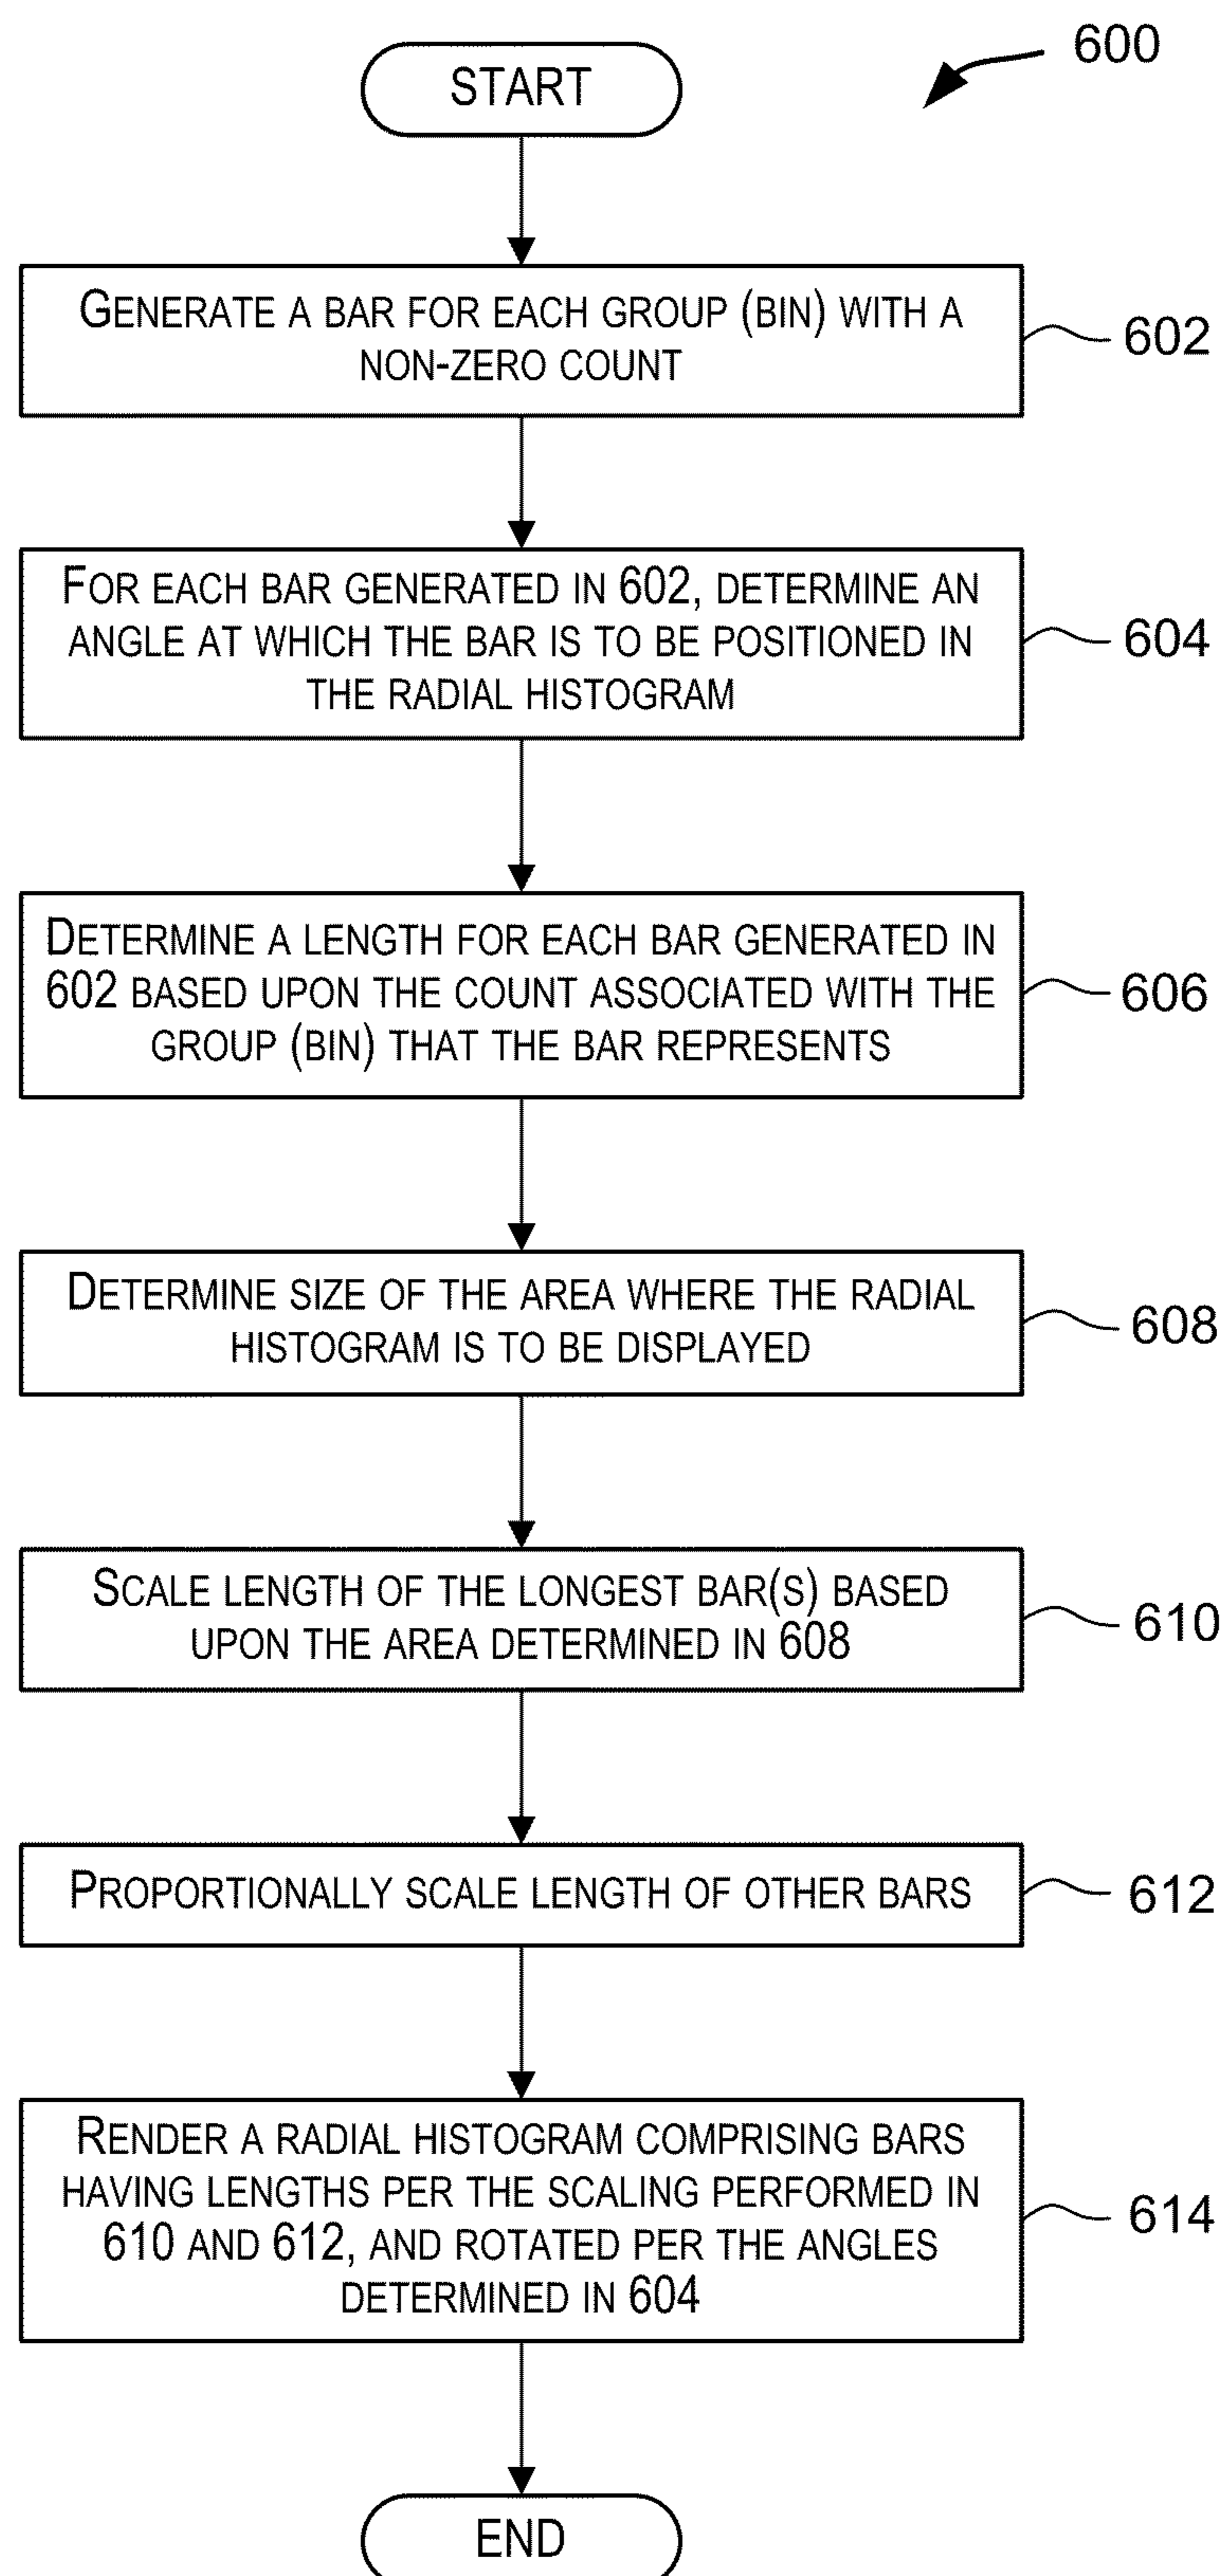 600
START
GENERATE A BAR FOR EACH GROUP (BIN) WITH A
NON-ZERO COUNT
602
FOR EACH BAR GENERATED IN 602, DETERMINE AN
ANGLE AT WHICH THE BAR IS TO BE POSITIONED IN
THE RADIAL HISTOGRAM
604
DETERMINE A LENGTH FOR EACH BAR GENERATED IN
602 BASED UPON THE COUNT ASSOCIATED WITH THE
GROUP (BIN) THAT THE BAR REPRESENTS
606
DETERMINE SIZE OF THE AREA WHERE THE RADIAL
HISTOGRAM IS TO BE DISPLAYED
608
SCALE LENGTH OF THE LONGEST BAR(S) BASED
UPON THE AREA DETERMINED IN 608
610
PROPORTIONALLY SCALE LENGTH OF OTHER BARS
612
RENDER A RADIAL HISTOGRAM COMPRISING BARS
HAVING LENGTHS PER THE SCALING PERFORMED IN
610 AND 612, AND ROTATED PER THE ANGLES
DETERMINED IN 604
614
END